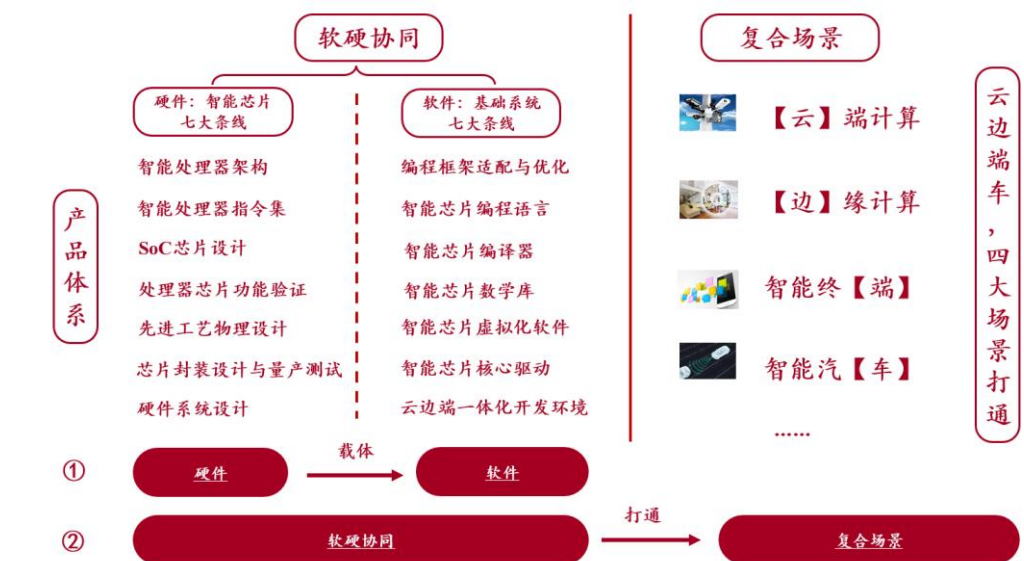 软硬协同
复合场景
硬件：智能芯片
七大条线
软件：基础系统
七大条线
产品体系
智能处理器架构
智能处理器指令集
SoC芯片设计
处理器芯片功能验证
先进工艺物理设计
芯片封装设计与量产测试
硬件系统设计
编程框架适配与优化
智能芯片编程语言
智能芯片编译器
智能芯片数学库
智能芯片虚拟化软件
智能芯片核心驱动
云边端一体化开发环境
【云】端计算
【边】缘计算
智能终【端】
智能汽【车】
……
云边端车，四大场景打通
①
硬件
载体
软件
②
软硬协同
打通
复合场景